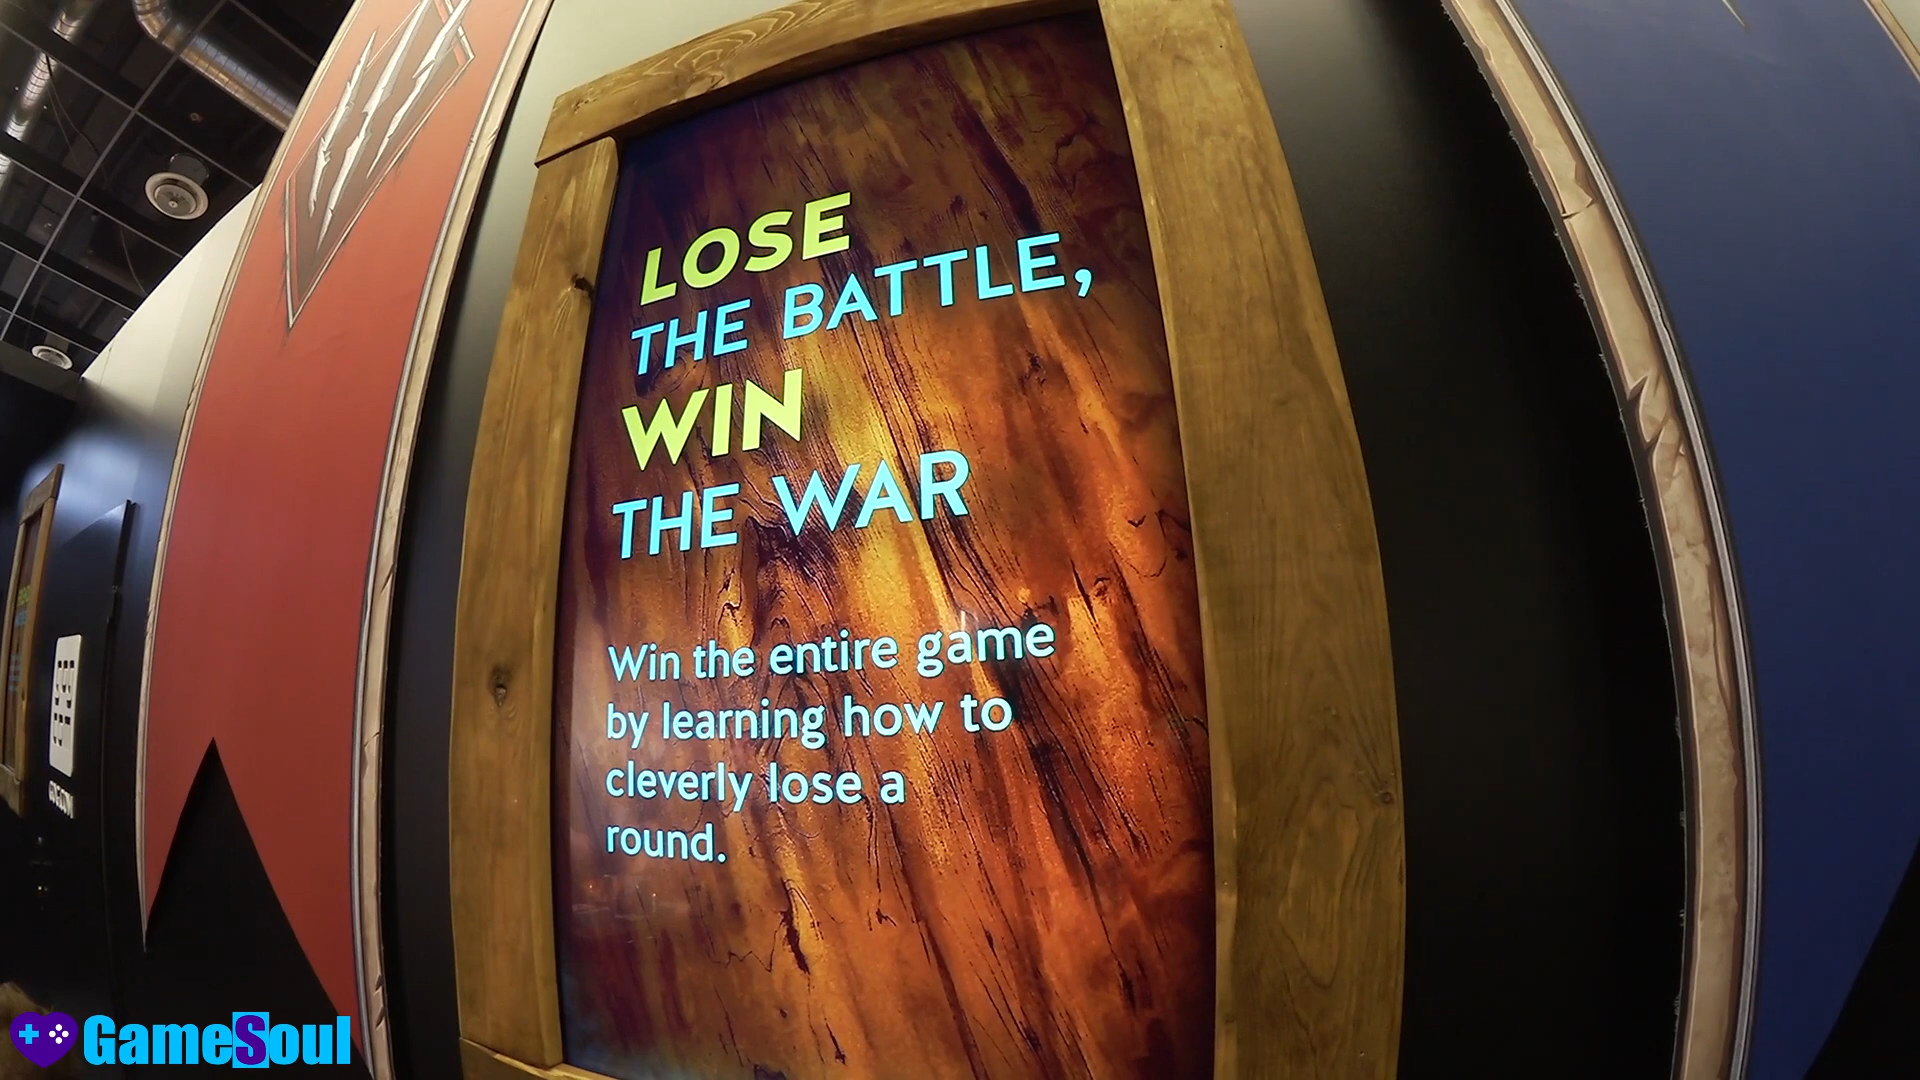 LOSE
THE BATTLE,
WIN
THE WAR
Win the entire game
by learning how to
cleverly lose a
round.
GameSoul